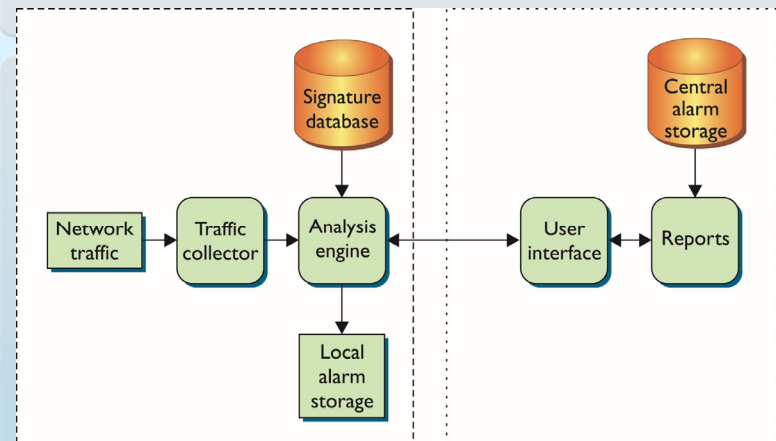 Signature
database
Central
alarm
storage
Network
traffic
Traffic
collector
Analysis
engine
User
interface
Reports
Local
alarm
storage